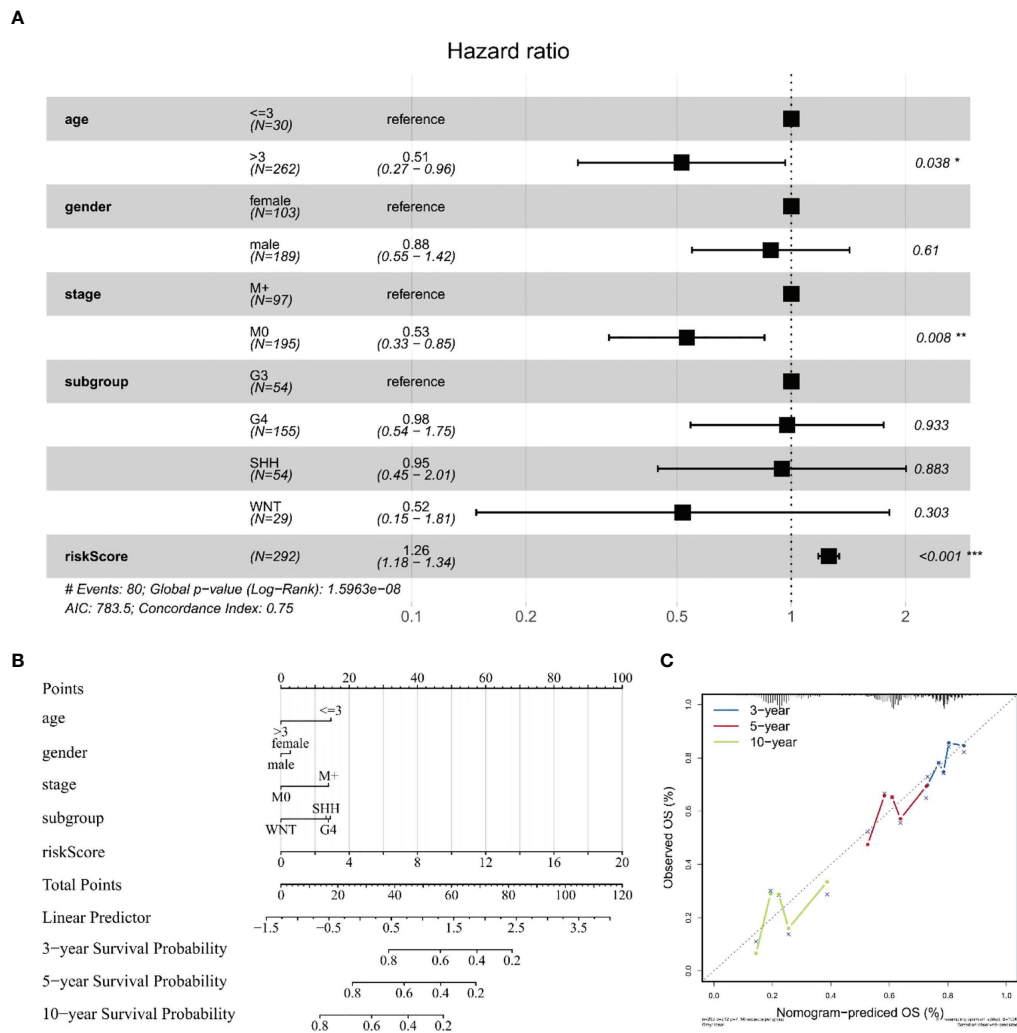 A
Hazard ratio
age <=3 (N=30) reference
>3 (N=262) 0.51 (0.27 − 0.96) 0.038 *
gender female (N=103) reference
male (N=189) 0.88 (0.55 − 1.42) 0.61
stage M+ (N=97) reference
M0 (N=195) 0.53 (0.33 − 0.85) 0.008 **
subgroup G3 (N=54) reference
G4 (N=155) 0.98 (0.54 − 1.75) 0.933
SHH (N=54) 0.95 (0.45 − 2.01) 0.883
WNT (N=29) 0.52 (0.15 − 1.81) 0.303
riskScore (N=292) 1.26 (1.18 − 1.34) <0.001 ***
# Events: 80; Global p−value (Log−Rank): 1.5963e−08
AIC: 783.5; Concordance Index: 0.75
0.1 0.2 0.5 1 2
B
Points 0 20 40 60 80 100
age <=3
>3
gender female
male
stage M+
M0
subgroup SHH
WNT G4
riskScore 0 4 8 12 16 20
Total Points 0 20 40 60 80 100 120
Linear Predictor −1.5 −0.5 0.5 1.5 2.5 3.5
3−year Survival Probability 0.8 0.6 0.4 0.2
5−year Survival Probability 0.8 0.6 0.4 0.2
10−year Survival Probability 0.8 0.6 0.4 0.2
C
3−year
5−year
10−year
Observed OS (%)
1.0
0.8
0.6
0.4
0.2
0.0
0.0 0.2 0.4 0.6 0.8 1.0
Nomogram−prediced OS (%)